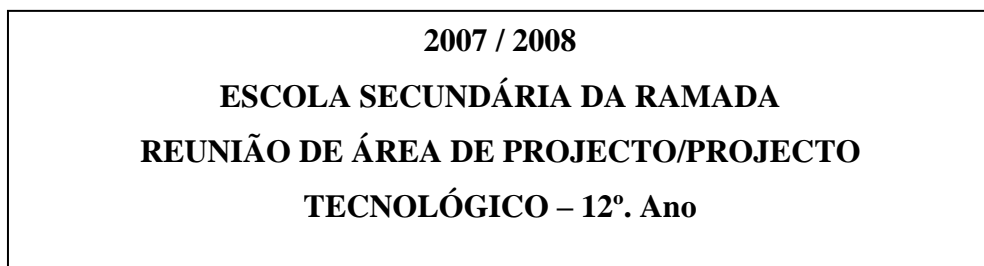 2007 / 2008
ESCOLA SECUNDÁRIA DA RAMADA
REUNIÃO DE ÁREA DE PROJECTO/PROJECTO
TECNOLÓGICO – 12º. Ano